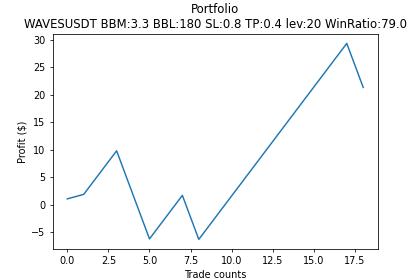 Portfolio
WAVESUSDT BBM:3.3 BBL:180 SL:0.8 TP:0.4 lev:20 WinRatio:79.0
30
25
20
15
10
5
0
−5
Profit ($)
0.0 2.5 5.0 7.5 10.0 12.5 15.0 17.5
Trade counts